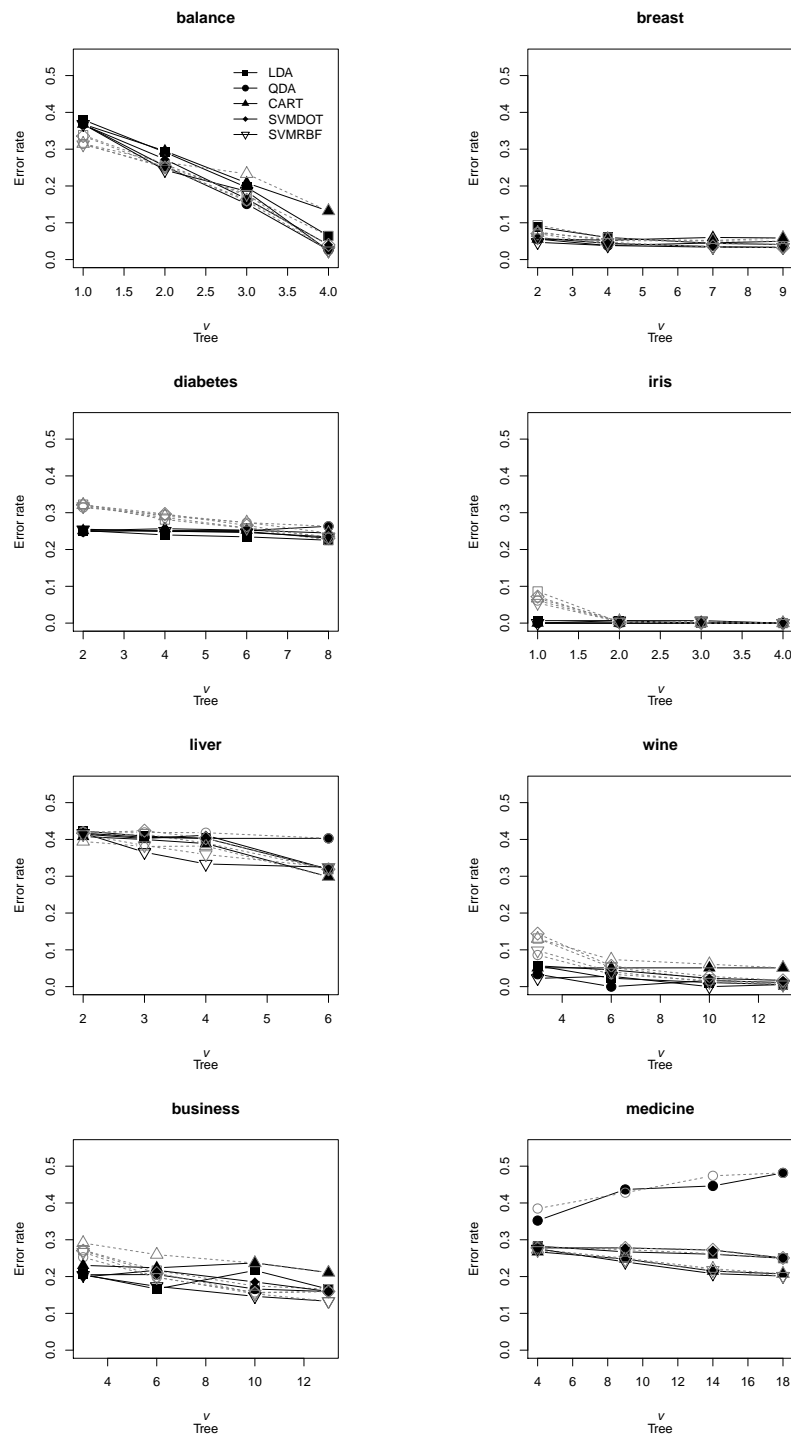 balance
breast
Error rate
0.0 0.1 0.2 0.3 0.4 0.5
LDA
QDA
CART
SVMDOT
SVMRBF
1.0 1.5 2.0 2.5 3.0 3.5 4.0
v
Tree
Error rate
0.0 0.1 0.2 0.3 0.4 0.5
2 3 4 5 6 7 8 9
v
Tree
diabetes
iris
Error rate
0.0 0.1 0.2 0.3 0.4 0.5
2 3 4 5 6 7 8
v
Tree
Error rate
0.0 0.1 0.2 0.3 0.4 0.5
1.0 1.5 2.0 2.5 3.0 3.5 4.0
v
Tree
liver
wine
Error rate
0.0 0.1 0.2 0.3 0.4 0.5
2 3 4 5 6
v
Tree
Error rate
0.0 0.1 0.2 0.3 0.4 0.5
4 6 8 10 12
v
Tree
business
medicine
Error rate
0.0 0.1 0.2 0.3 0.4 0.5
4 6 8 10 12
v
Tree
Error rate
0.0 0.1 0.2 0.3 0.4 0.5
4 6 8 10 12 14 16 18
v
Tree